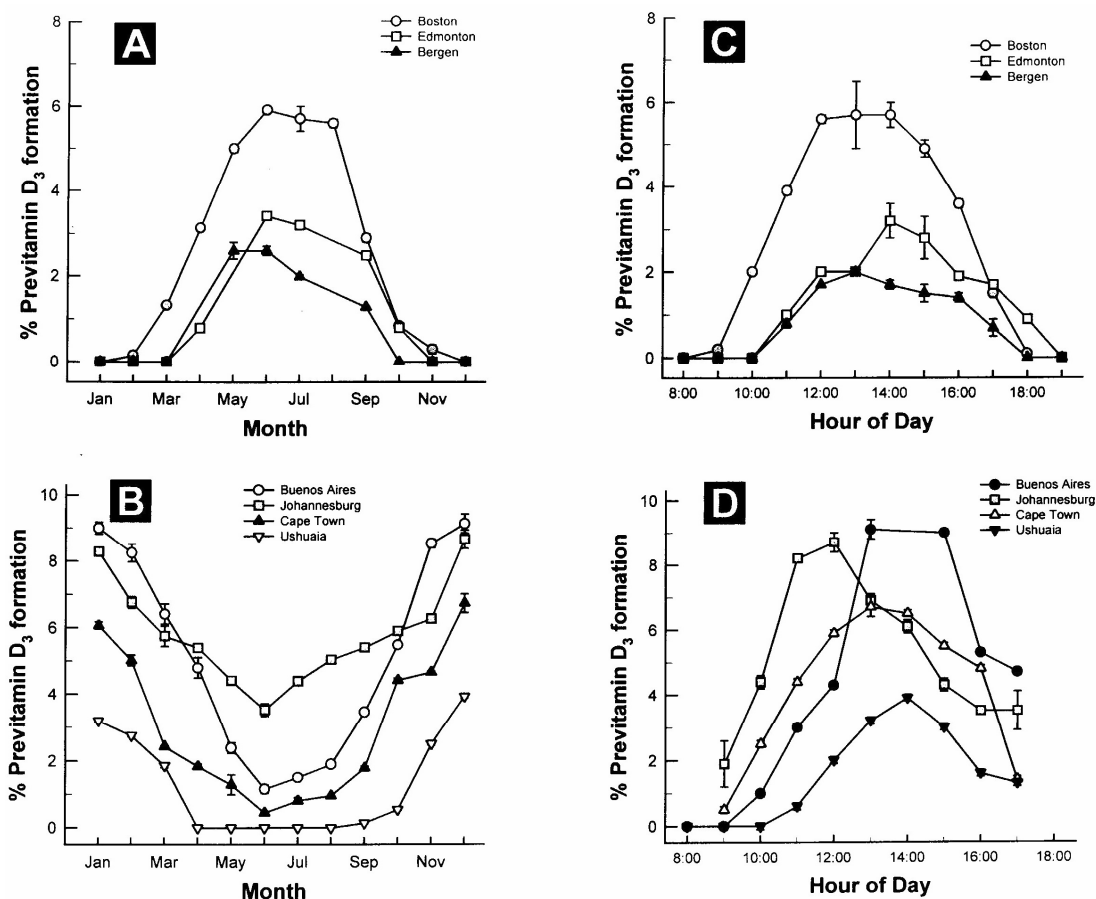 A
Boston
Edmonton
Bergen
% Previtamin D3 formation
8
6
4
2
0
Jan Mar May Jul Sep Nov
Month
C
Boston
Edmonton
Bergen
% Previtamin D3 formation
8
6
4
2
0
8:00 10:00 12:00 14:00 16:00 18:00
Hour of Day
B
Buenos Aires
Johannesburg
Cape Town
Ushuaia
% Previtamin D3 formation
10
8
6
4
2
0
Jan Mar May Jul Sep Nov
Month
D
Buenos Aires
Johannesburg
Cape Town
Ushuaia
% Previtamin D3 formation
10
8
6
4
2
0
8:00 10:00 12:00 14:00 16:00 18:00
Hour of Day